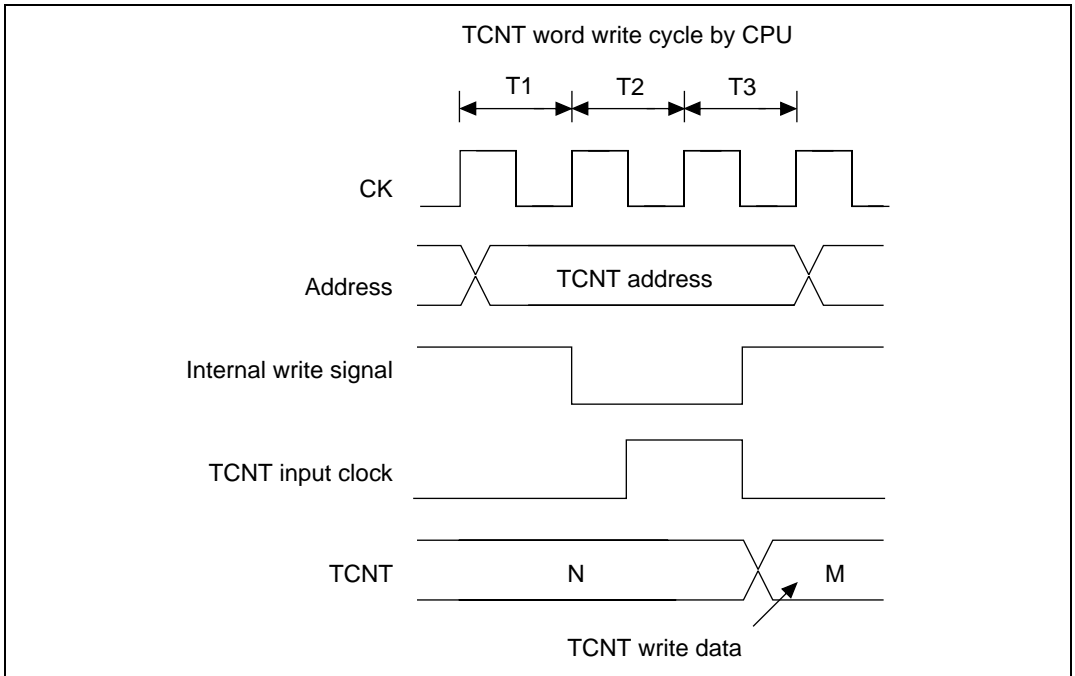 TCNT word write cycle by CPU
T1 T2 T3
CK
Address TCNT address
Internal write signal
TCNT input clock
TCNT N M
TCNT write data